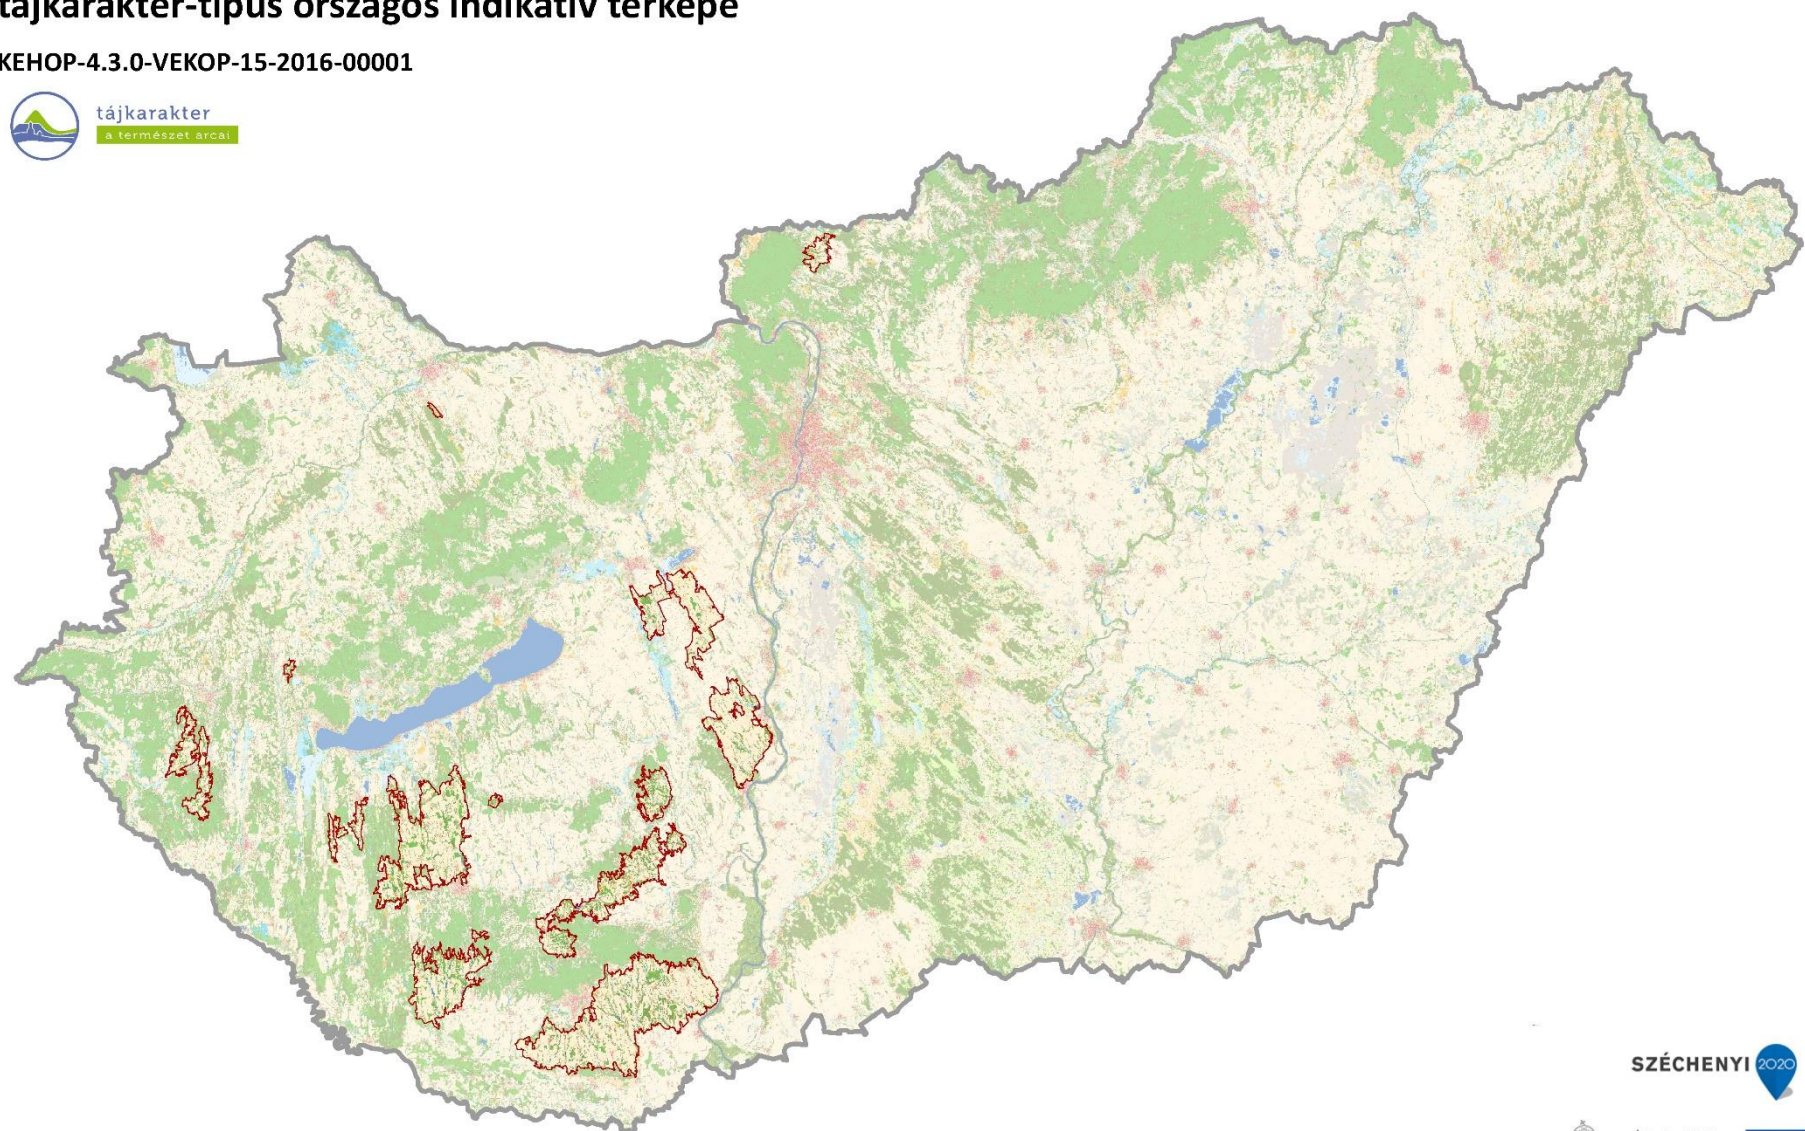 tájkarakter-típus országos indikatív térképe
KEHOP-4.3.0-VEKOP-15-2016-00001
tájkarakter
a természet arcai
SZÉCHENYI 2020